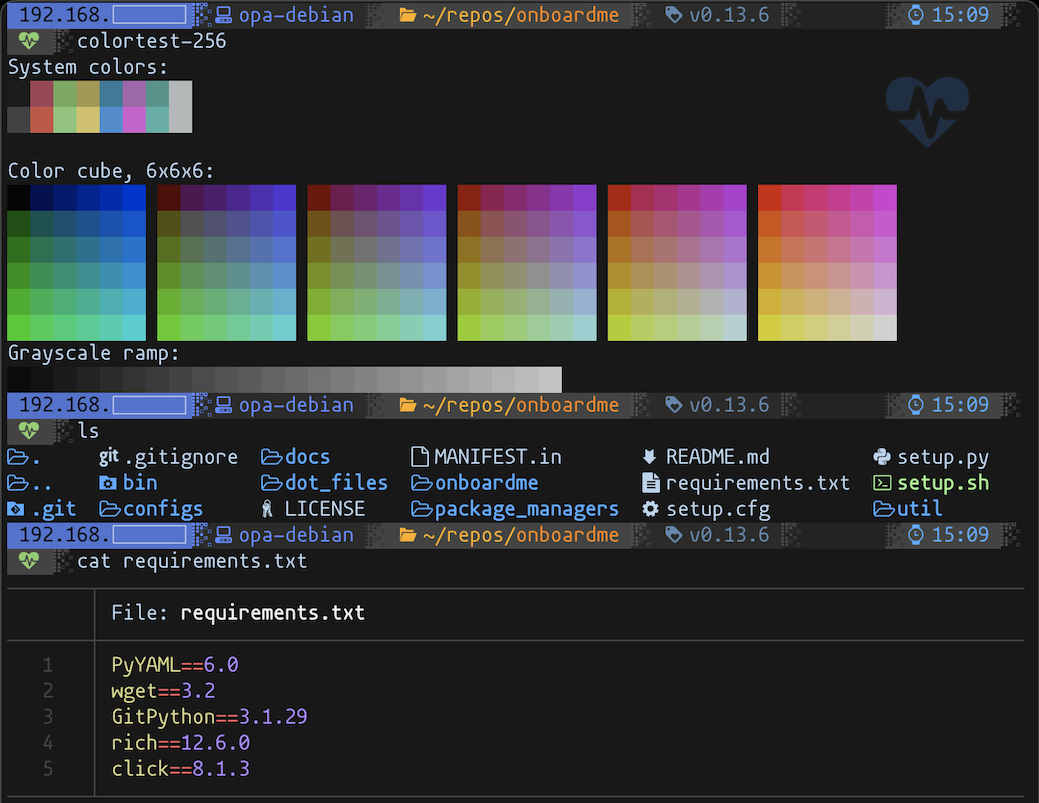 192.168. opa-debian ~/repos/onboardme v0.13.6 15:09
colortest-256
System colors:
Color cube, 6x6x6:
Grayscale ramp:
192.168. opa-debian ~/repos/onboardme v0.13.6 15:09
ls
. git .gitignore docs MANIFEST.in README.md setup.py
.. bin dot_files onboardme requirements.txt setup.sh
.git configs LICENSE package_managers setup.cfg util
192.168. opa-debian ~/repos/onboardme v0.13.6 15:09
cat requirements.txt
File: requirements.txt
1 PyYAML==6.0
2 wget==3.2
3 GitPython==3.1.29
4 rich==12.6.0
5 click==8.1.3